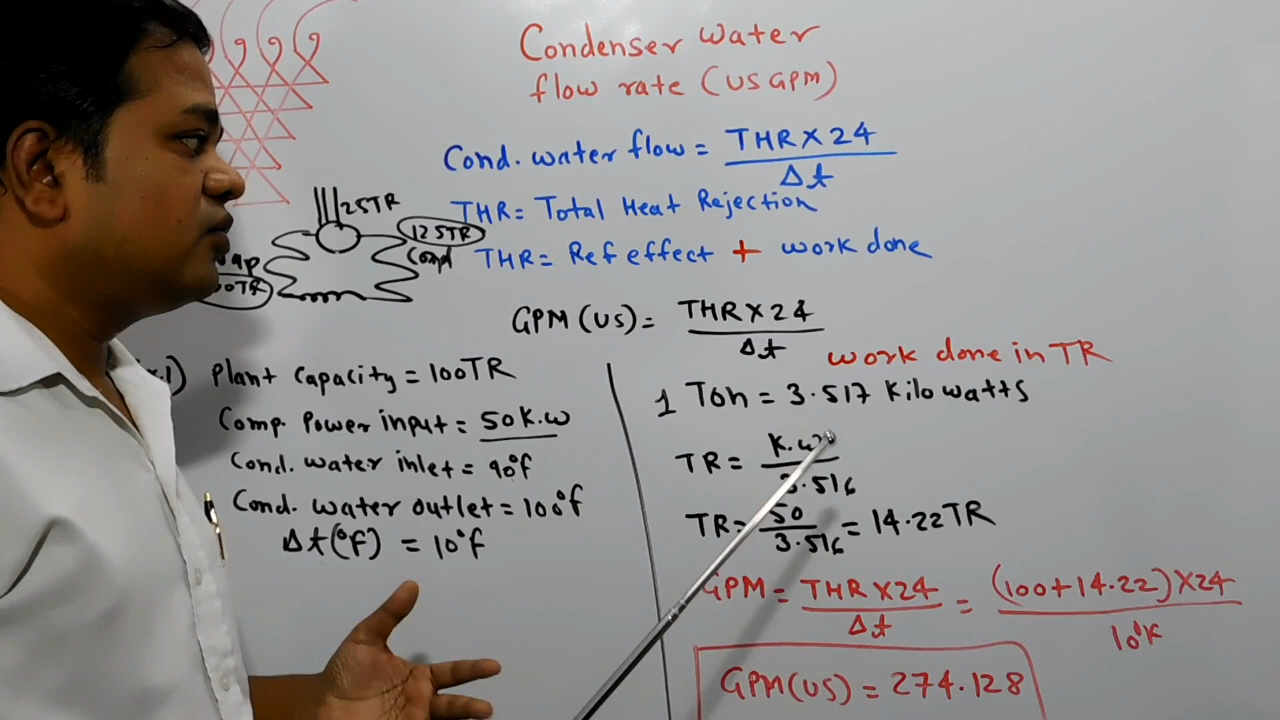 Condenser Water
flow rate (US GPM)
Cond. water flow = THR X 24 / Δt
THR = Total Heat Rejection
THR = Ref effect + work done
25TR
125TR
Cond
GPM (US) = THR X 24 / Δt
Plant Capacity = 100TR
Comp. Power input = 50 K.w
Cond. water inlet = 90°f
Cond. water outlet = 100°f
Δt(°F) = 10°F
work done in TR
1 Ton = 3.517 Kilo watts
TR = K.w / 3.516
TR = 50 / 3.516 = 14.22 TR
GPM = THR X 24 / Δt = (100+14.22) X 24 / 10°K
GPM (US) = 274.128